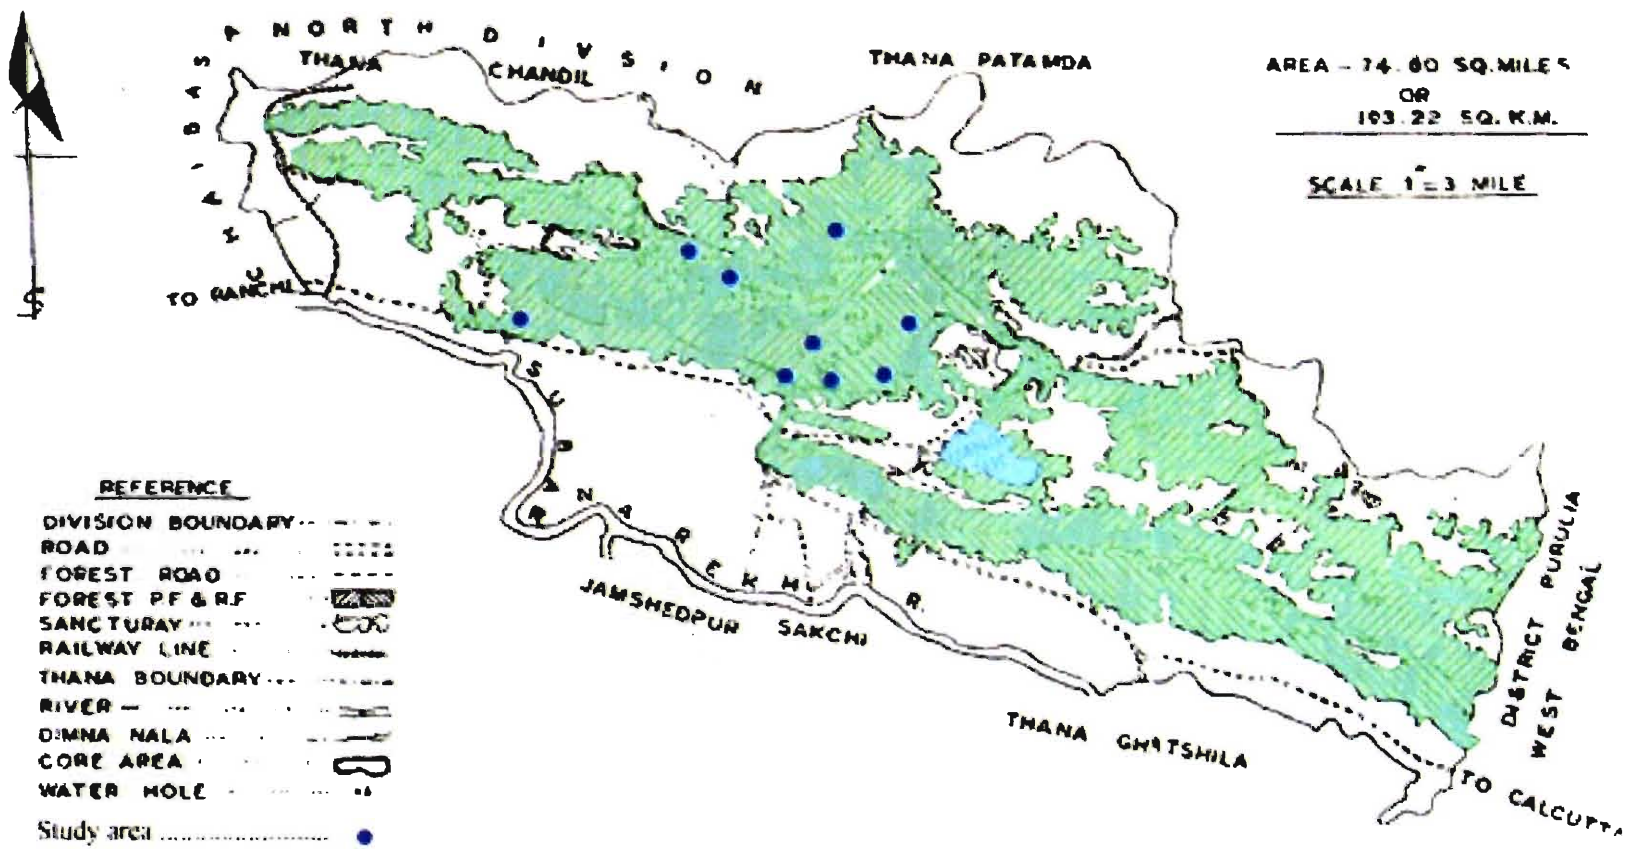 CHAIBASA NORTH DIVSION
THANA CHANDIL
THANA PATAMDA
AREA - 74.60 SQ.MILES
OR
193.22 SQ.K.M.
SCALE 1"=3 MILE
S
TO RANCHI
SUBARNAREKHA R.
JAMSHEDPUR SAKCHI
THANA GHATSHILA
DISTRICT PURULIA
WEST BENGAL
TO CALCUTTA
REFERENCE
DIVISION BOUNDARY
ROAD
FOREST ROAD
FOREST P.F & R.F
SANCTURAY
RAILWAY LINE
THANA BOUNDARY
RIVER
DIMNA NALA
CORE AREA
WATER HOLE
Study area